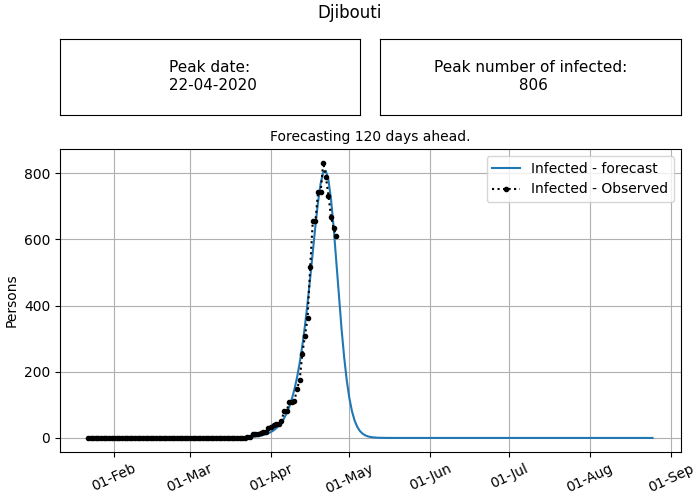 Djibouti
Peak date:
22-04-2020
Peak number of infected:
806
Forecasting 120 days ahead.
Infected - forecast
Infected - Observed
Persons
800
600
400
200
0
01-Feb
01-Mar
01-Apr
01-May
01-Jun
01-Jul
01-Aug
01-Sep